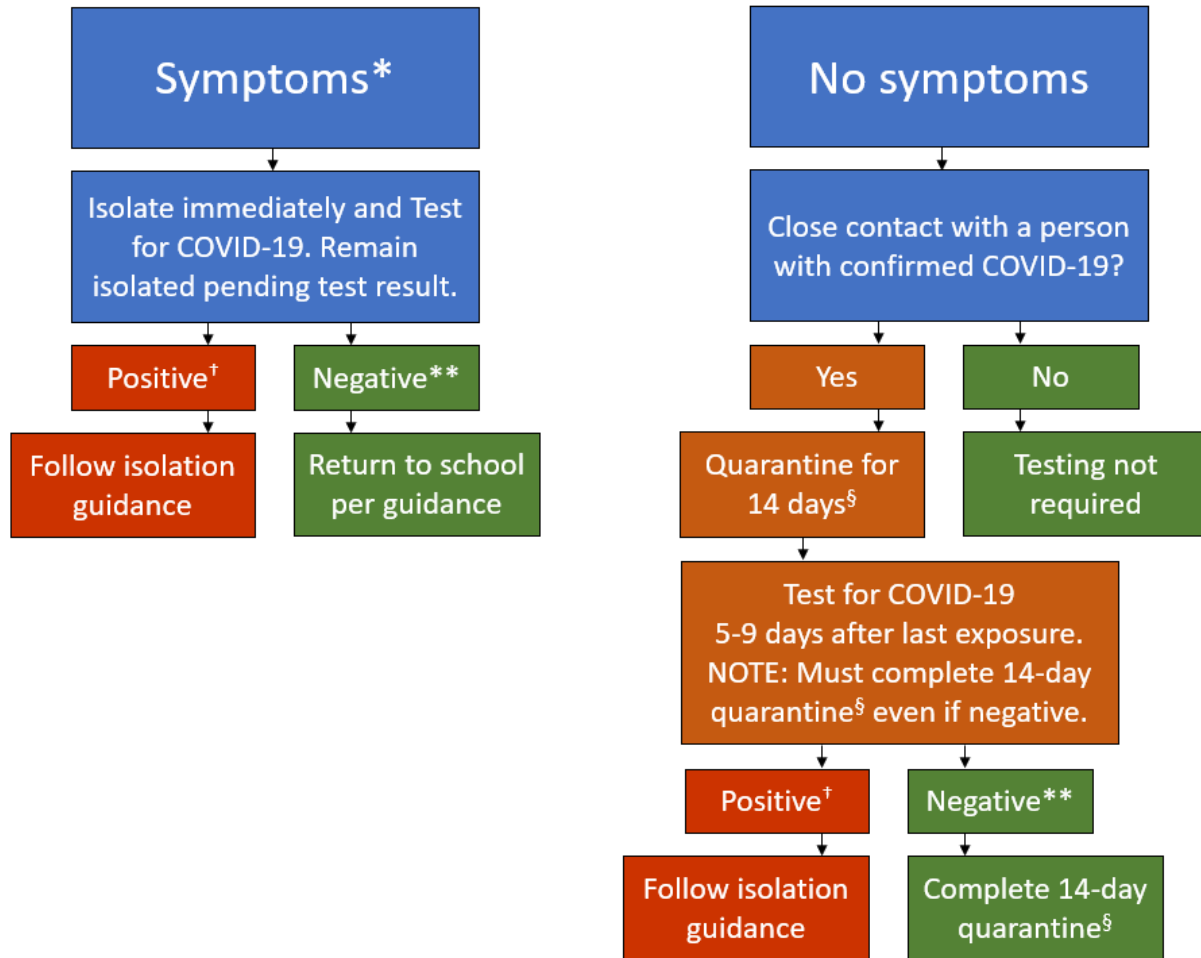 Symptoms*
Isolate immediately and Test
for COVID-19. Remain
isolated pending test result.
Positive†
Negative**
Follow isolation
guidance
Return to school
per guidance
No symptoms
Close contact with a person
with confirmed COVID-19?
Yes
No
Quarantine for
14 days§
Testing not
required
Test for COVID-19
5-9 days after last exposure.
NOTE: Must complete 14-day
quarantine§ even if negative.
Positive†
Negative**
Follow isolation
guidance
Complete 14-day
quarantine§